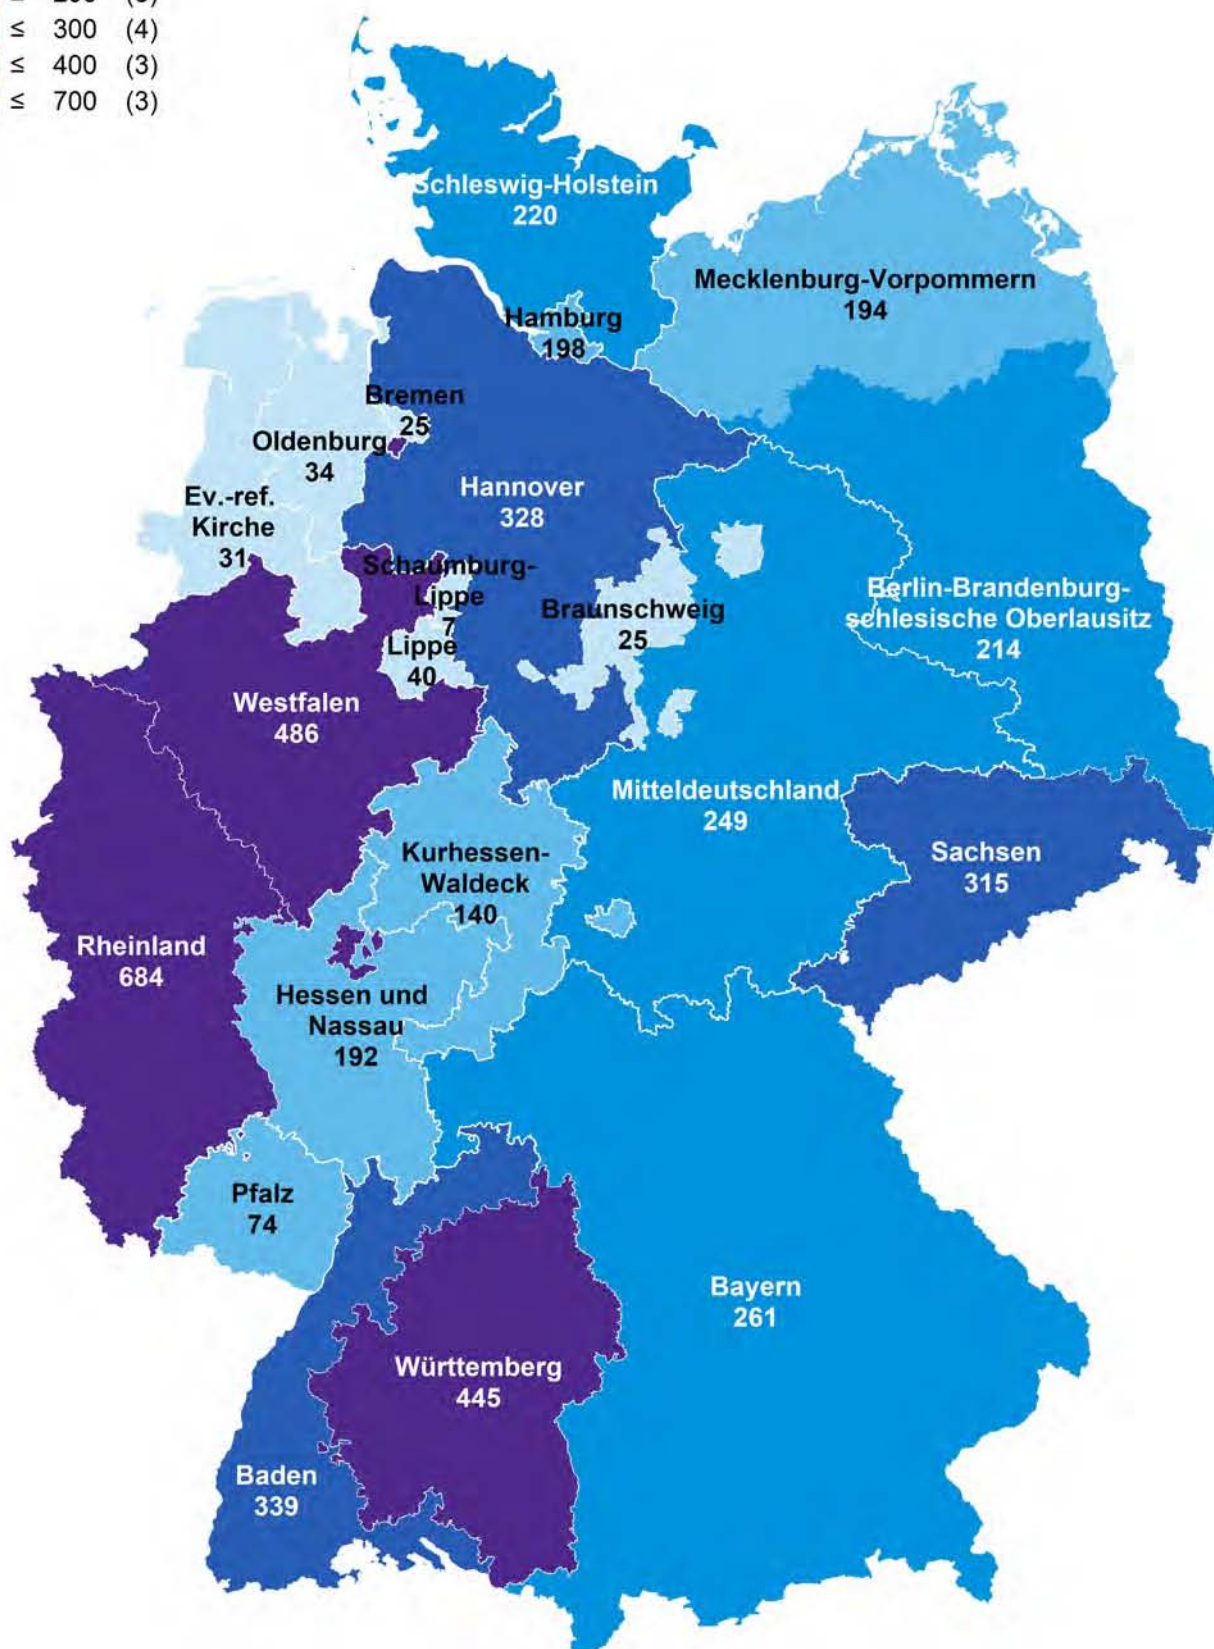 ≤ 300 (4)
≤ 400 (3)
≤ 700 (3)
Schleswig-Holstein
220
Mecklenburg-Vorpommern
194
Hamburg
198
Bremen
25
Oldenburg
34
Ev.-ref.
Kirche
31
Hannover
328
Schaumburg-
Lippe
7
Lippe
40
Braunschweig
25
Berlin-Brandenburg-
schlesische Oberlausitz
214
Westfalen
486
Mitteldeutschland
249
Kurhessen-
Waldeck
140
Sachsen
315
Rheinland
684
Hessen und
Nassau
192
Pfalz
74
Bayern
261
Württemberg
445
Baden
339